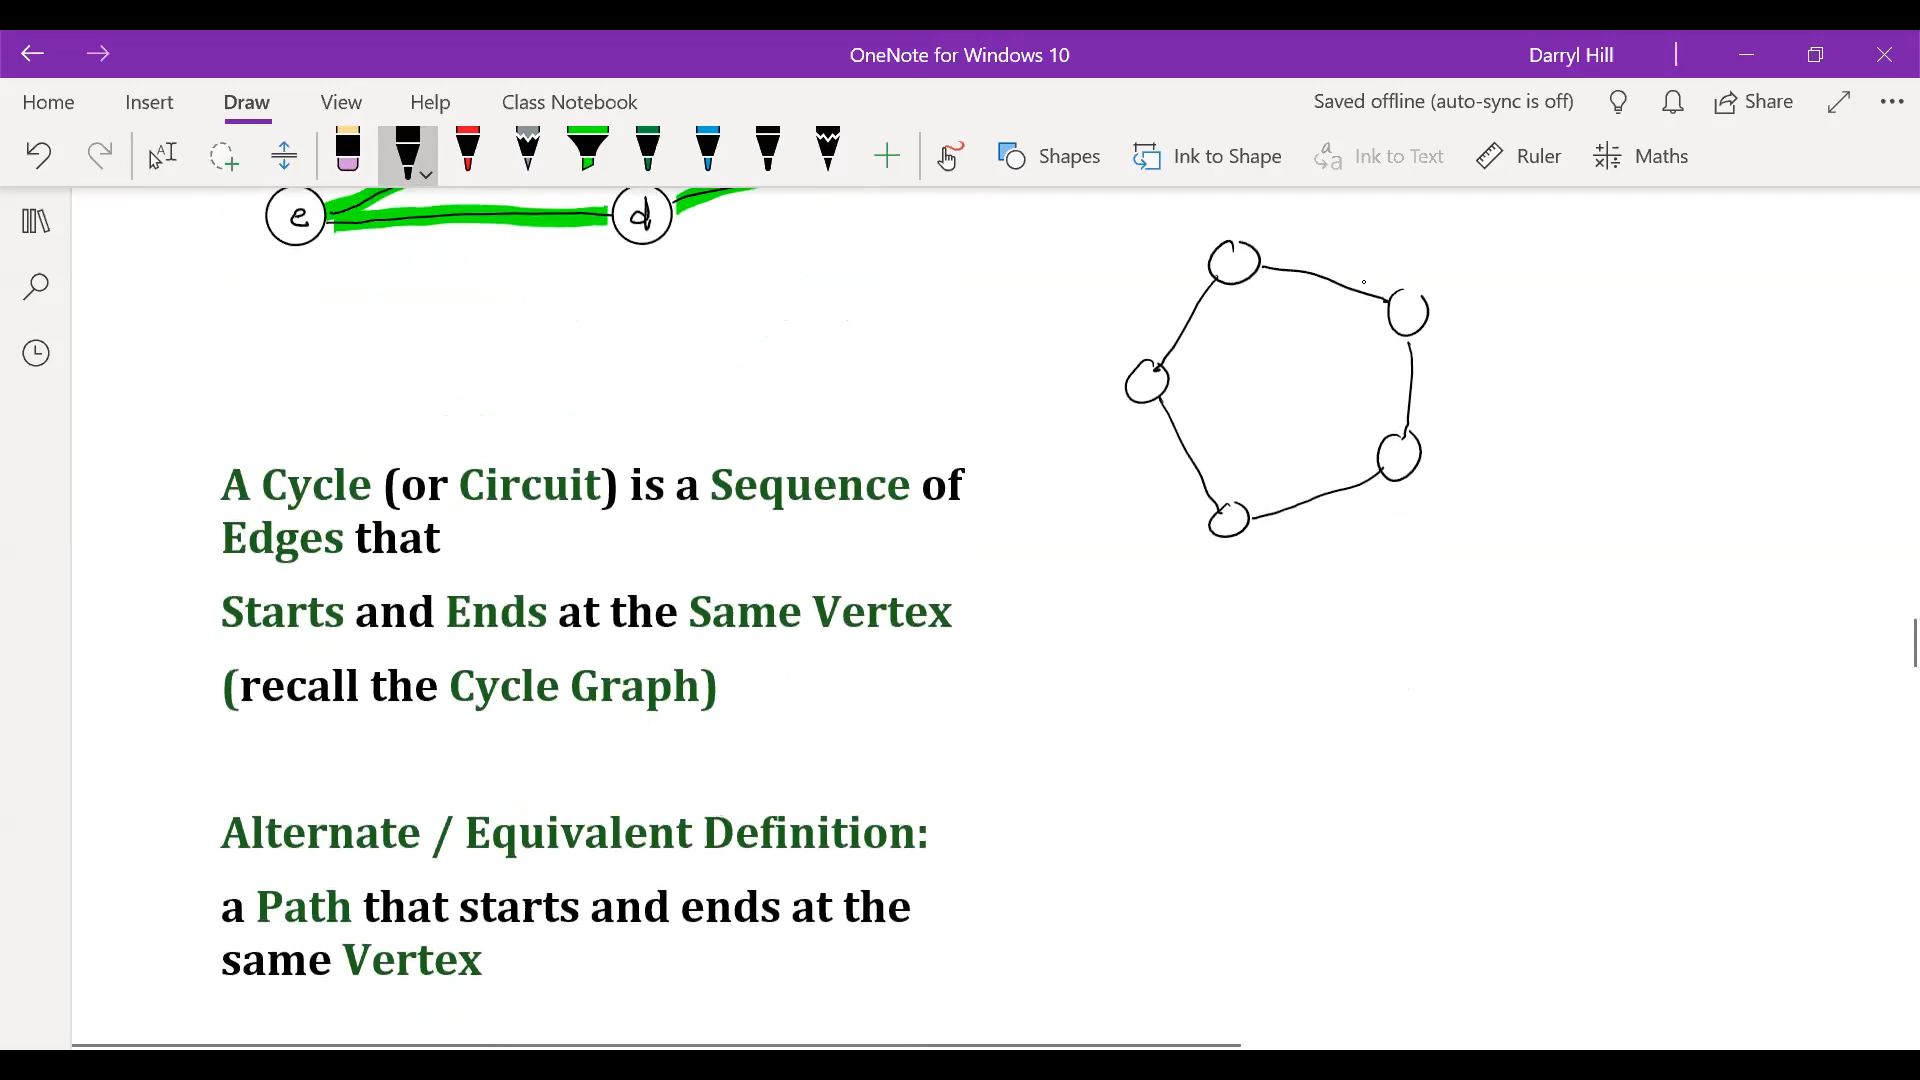 OneNote for Windows 10
Darryl Hill
Home Insert Draw View Help Class Notebook
Saved offline (auto-sync is off) Share
Shapes Ink to Shape Ink to Text Ruler Maths
e d
A Cycle (or Circuit) is a Sequence of
Edges that
Starts and Ends at the Same Vertex
(recall the Cycle Graph)
Alternate / Equivalent Definition:
a Path that starts and ends at the
same Vertex